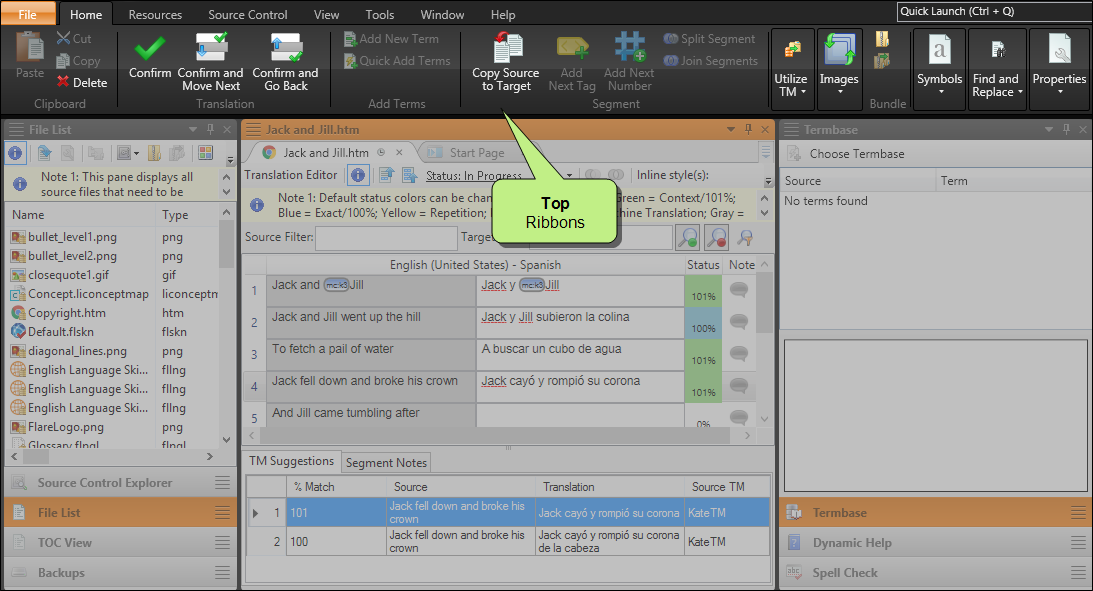 File Home Resources Source Control View Tools Window Help
Quick Launch (Ctrl + Q)
Paste
Cut
Copy
Delete
Clipboard
Confirm
Confirm and
Move Next
Confirm and
Go Back
Translation
Add New Term
Quick Add Terms
Add Terms
Copy Source
to Target
Add
Next Tag
Add Next
Number
Split Segment
Join Segments
Segment
Utilize
TM
Images
Bundle
Symbols
Find and
Replace
Properties
File List
Note 1: This pane displays all
source files that need to be
Name Type
bullet_level1.png png
bullet_level2.png png
closequote1.gif gif
Concept.liconceptmap liconceptm
Copyright.htm htm
Default.flskn flskn
diagonal_lines.png png
English Language Ski... fllng
English Language Ski... fllng
English Language Ski... fllng
FlareLogo.png png
Glossary.flngl flngl
Source Control Explorer
File List
TOC View
Backups
Jack and Jill.htm
Jack and Jill.htm Start Page
Translation Editor Status: In Progress Inline style(s):
Note 1: Default status colors can be chan Green = Context/101%;
Blue = Exact/100%; Yellow = Repetition; chine Translation; Gray =
Top
Ribbons
Source Filter: Target
English (United States) - Spanish Status Note
1 Jack and mc:k3 Jill Jack y mc:k3 Jill 101%
2 Jack and Jill went up the hill Jack y Jill subieron la colina 100%
3 To fetch a pail of water A buscar un cubo de agua 101%
4 Jack fell down and broke his crown Jack cayó y rompió su corona 101%
5 And Jill came tumbling after 0%
TM Suggestions Segment Notes
% Match Source Translation Source TM
1 101 Jack fell down and broke his
crown Jack cayó y rompió su corona KateTM
2 100 Jack fell down and broke his
crown Jack cayó y rompió su corona
de la cabeza KateTM
Termbase
Choose Termbase
Source Term
No terms found
Termbase
Dynamic Help
Spell Check